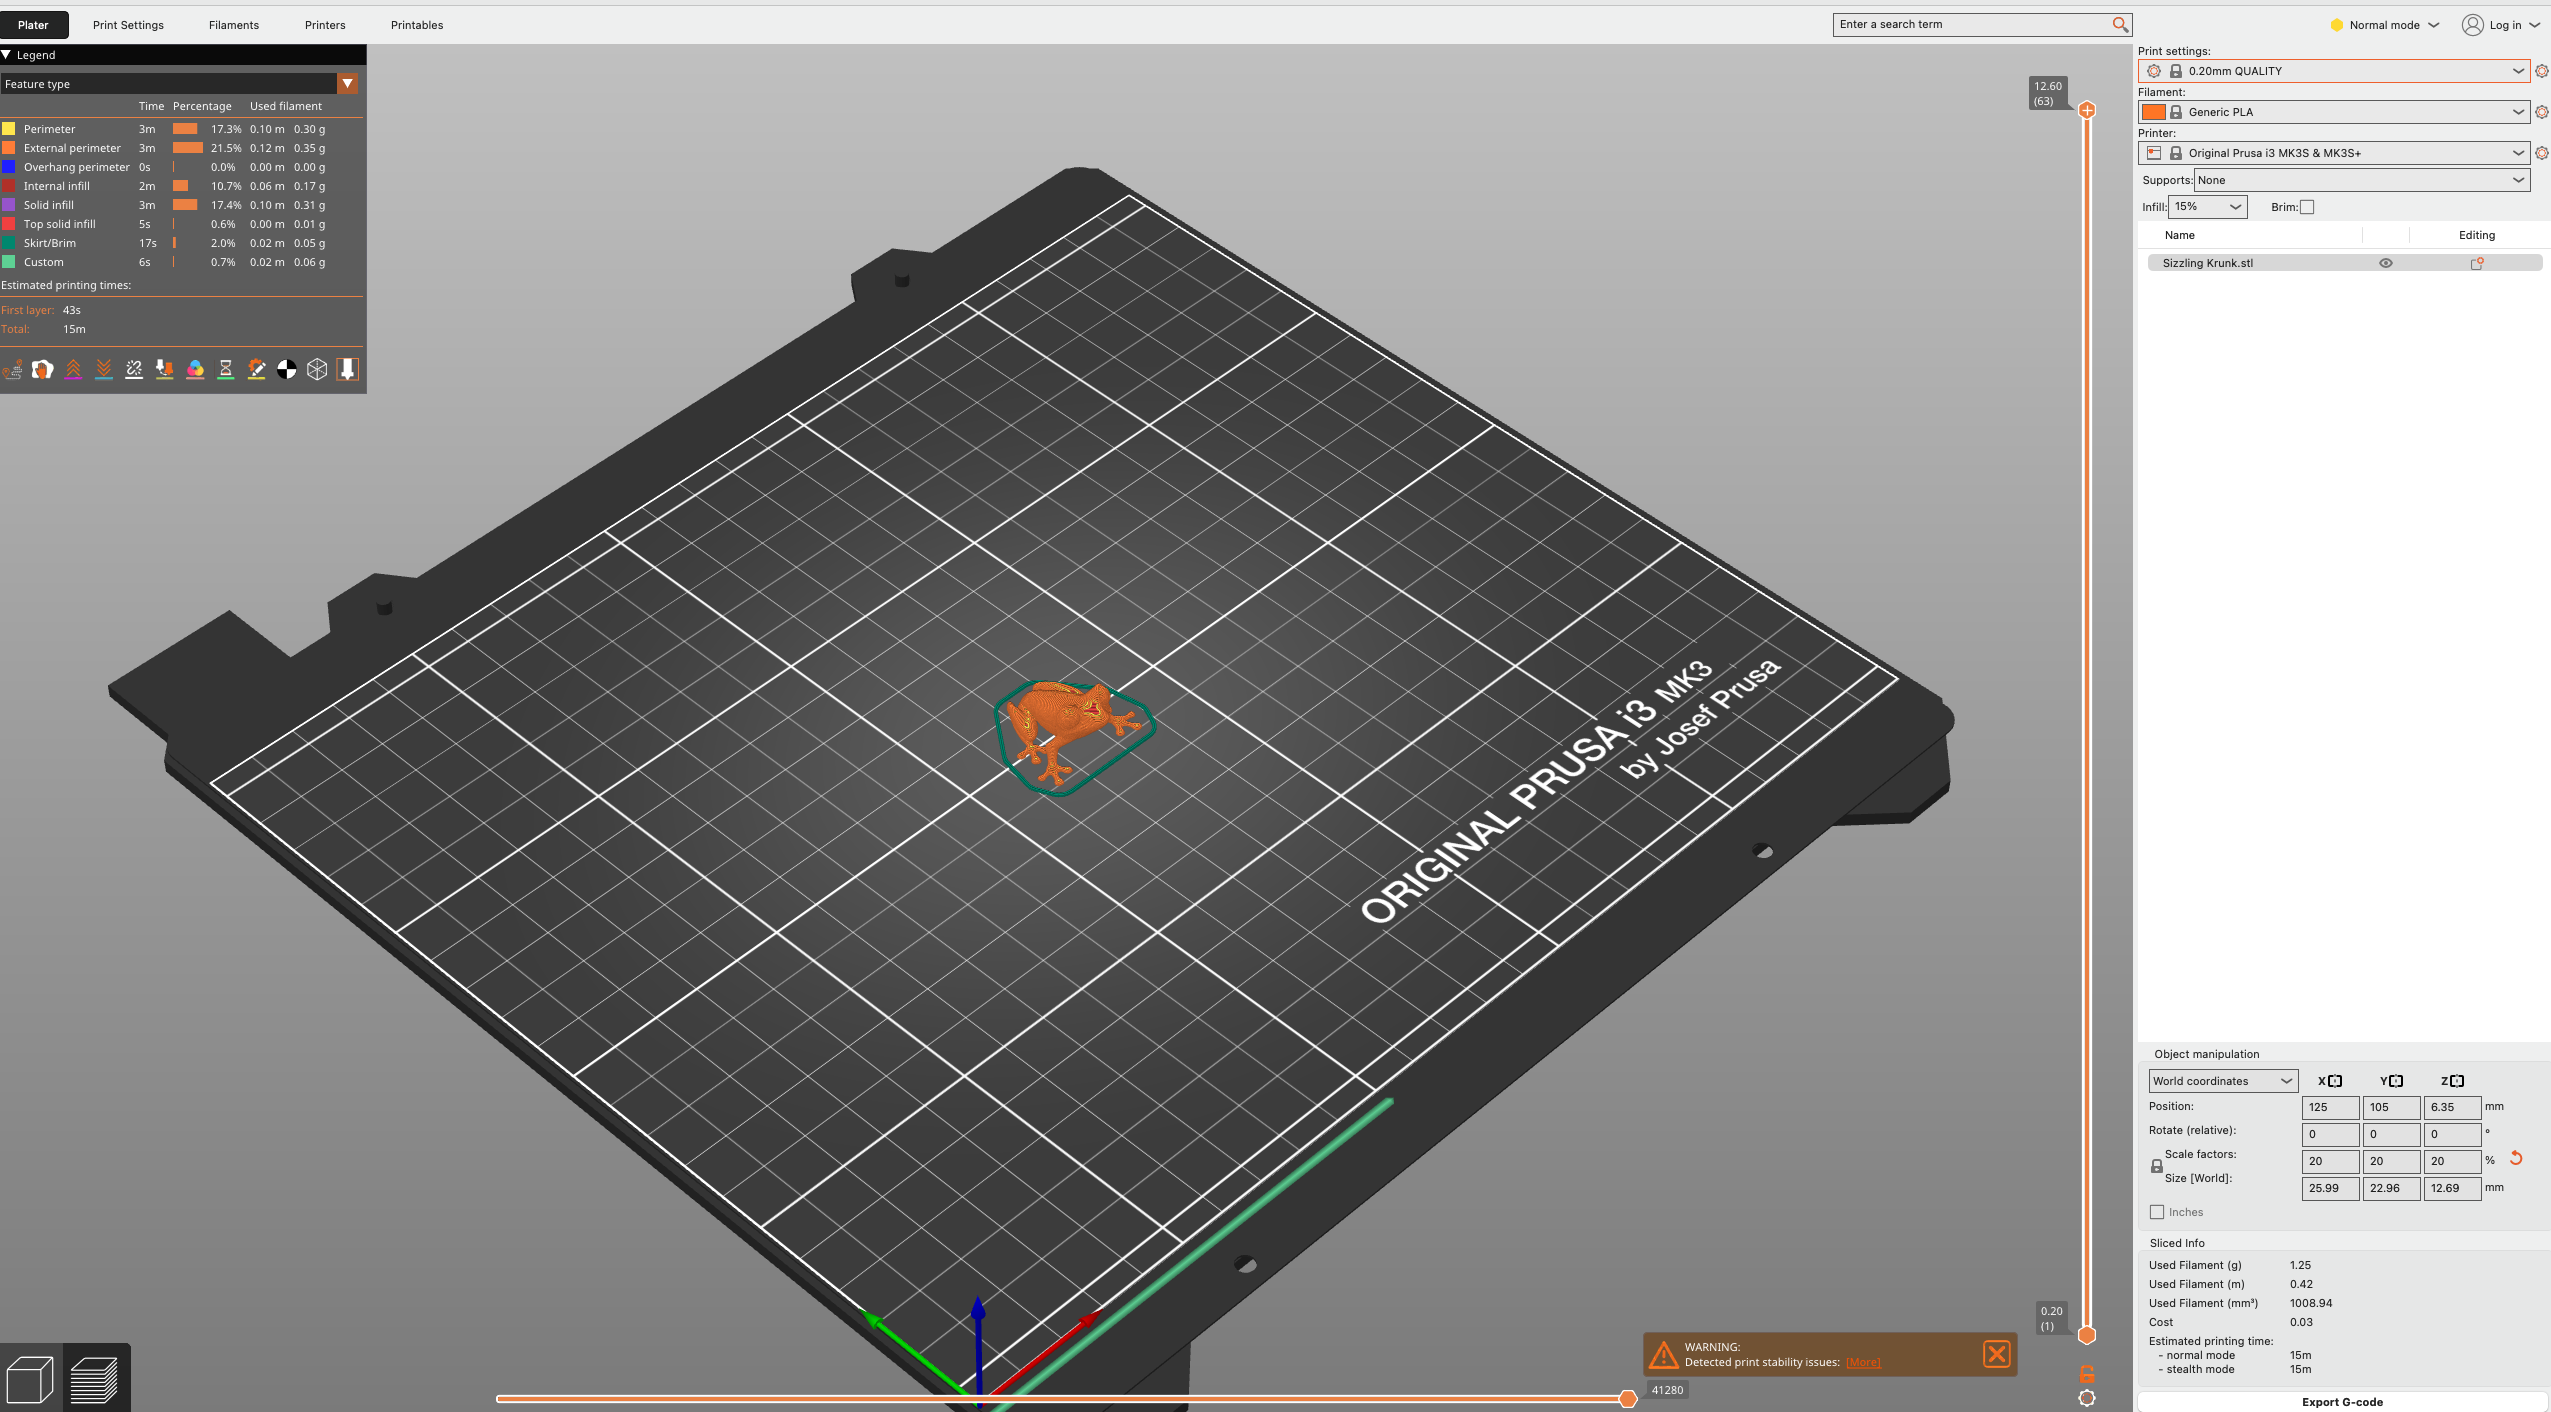 Plater Print Settings Filaments Printers Printables
Enter a search term
Normal mode Log in
Legend
Feature type
Time Percentage Used filament
Perimeter 3m 17.3% 0.10 m 0.30 g
External perimeter 3m 21.5% 0.12 m 0.35 g
Overhang perimeter 0s 0.0% 0.00 m 0.00 g
Internal infill 2m 10.7% 0.06 m 0.17 g
Solid infill 3m 17.4% 0.10 m 0.31 g
Top solid infill 5s 0.6% 0.00 m 0.01 g
Skirt/Brim 17s 2.0% 0.02 m 0.05 g
Custom 6s 0.7% 0.02 m 0.06 g
Estimated printing times:
First layer: 43s
Total: 15m
12.60
(63)
ORIGINAL PRUSA i3 MK3
by Josef Prusa
0.20
(1)
WARNING:
Detected print stability issues: [More]
41280
Print settings:
0.20mm QUALITY
Filament:
Generic PLA
Printer:
Original Prusa i3 MK3S & MK3S+
Supports: None
Infill: 15% Brim:
Name Editing
Sizzling Krunk.stl
Object manipulation
World coordinates X Y Z
Position: 125 105 6.35 mm
Rotate (relative): 0 0 0 °
Scale factors: 20 20 20 %
Size [World]: 25.99 22.96 12.69 mm
Inches
Sliced Info
Used Filament (g) 1.25
Used Filament (m) 0.42
Used Filament (mm³) 1008.94
Cost 0.03
Estimated printing time:
- normal mode 15m
- stealth mode 15m
Export G-code